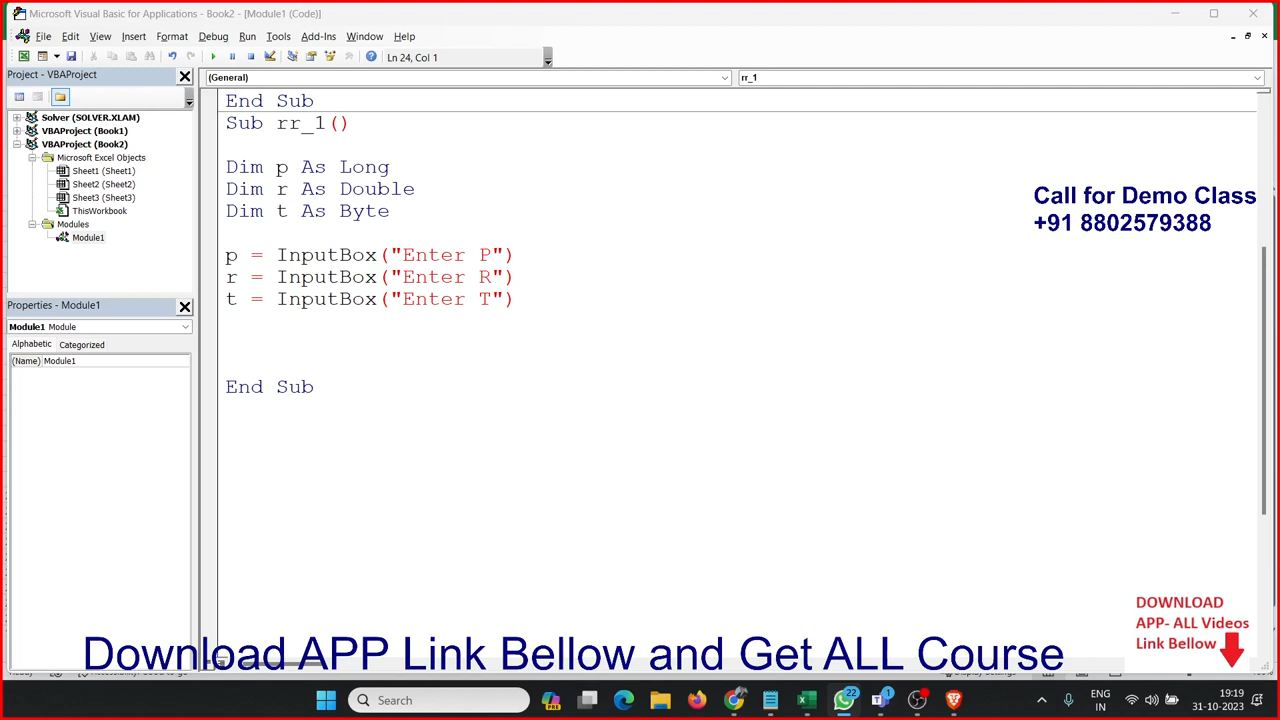 Microsoft Visual Basic for Applications - Book2 - [Module1 (Code)]
File Edit View Insert Format Debug Run Tools Add-Ins Window Help
Ln 24, Col 1
Project - VBAProject
(General)
rr_1
Solver (SOLVER.XLAM)
VBAProject (Book1)
VBAProject (Book2)
Microsoft Excel Objects
Sheet1 (Sheet1)
Sheet2 (Sheet2)
Sheet3 (Sheet3)
ThisWorkbook
Modules
Module1
Properties - Module1
Module1 Module
Alphabetic Categorized
(Name) Module1
End Sub
Sub rr_1()
Dim p As Long
Dim r As Double
Dim t As Byte
p = InputBox("Enter P")
r = InputBox("Enter R")
t = InputBox("Enter T")
End Sub
Call for Demo Class
+91 8802579388
DOWNLOAD
APP- ALL Videos
Link Bellow
Download APP Link Bellow and Get ALL Course
Search
PRE
22
1
ENG
IN
19:19
31-10-2023